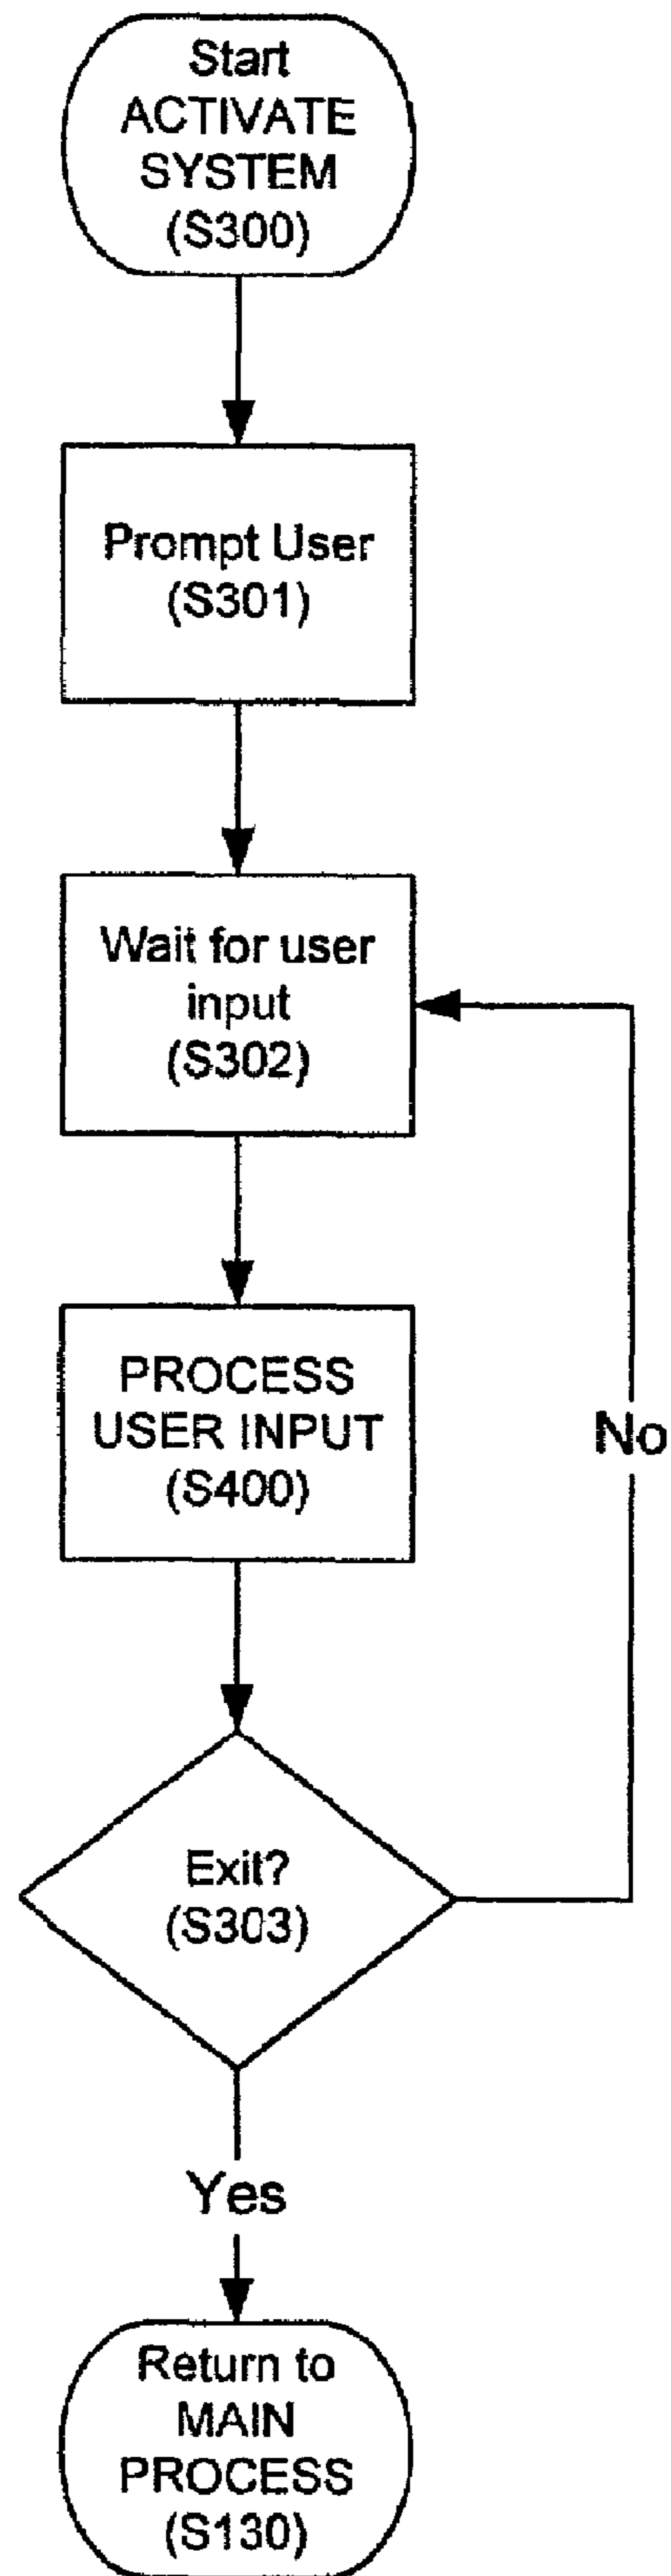 Start
ACTIVATE
SYSTEM
(S300)
Prompt User
(S301)
Wait for user
input
(S302)
PROCESS
USER INPUT
(S400)
No
Exit?
(S303)
Yes
Return to
MAIN
PROCESS
(S130)